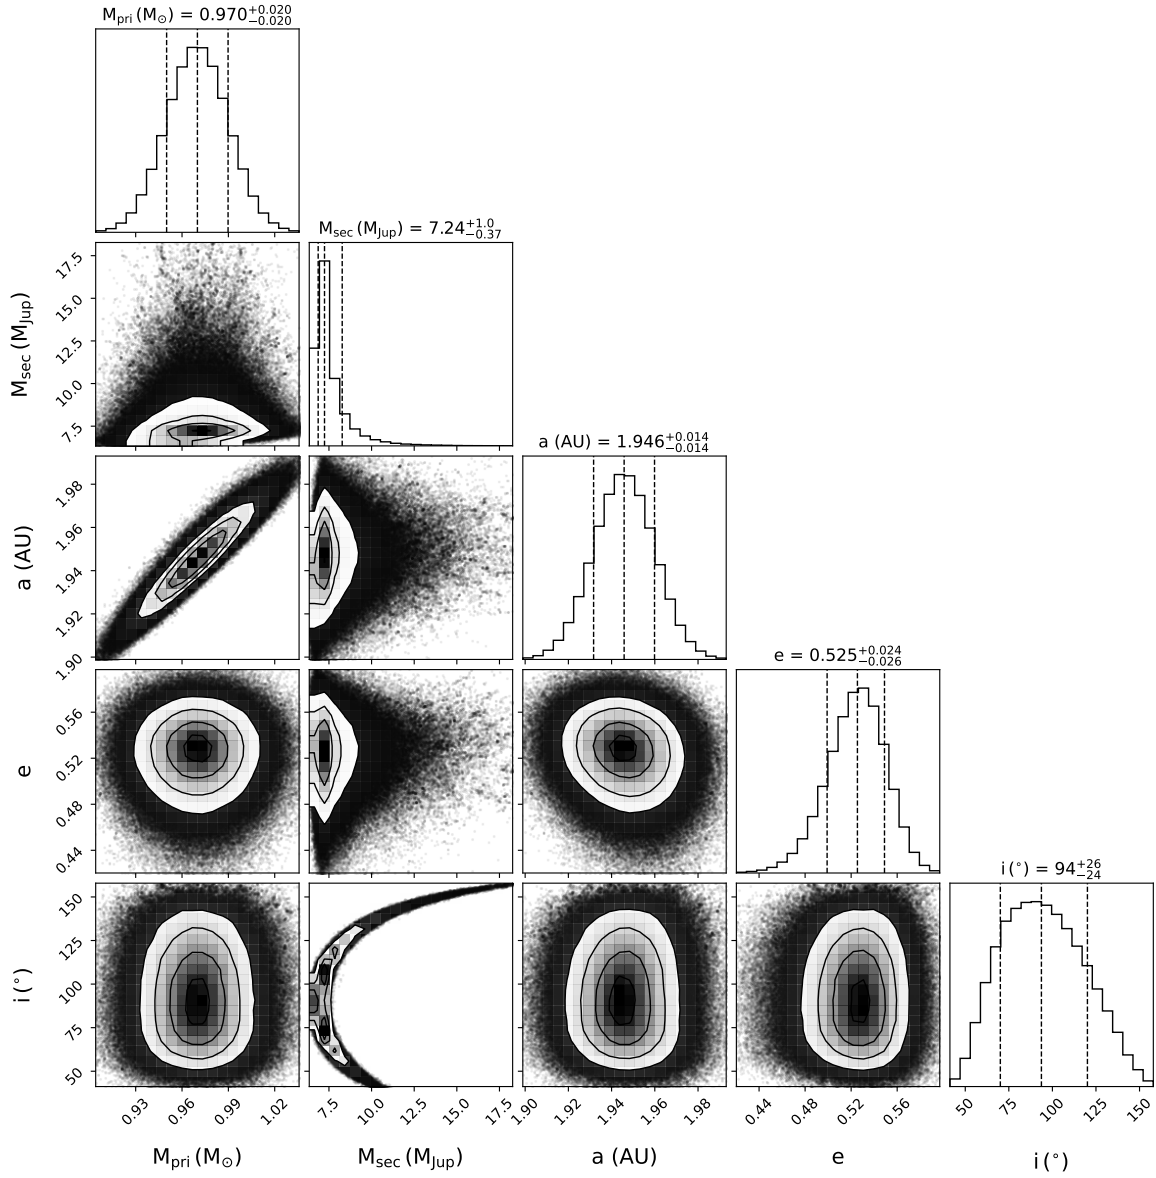 M_pri (M_⊙) = 0.970^{+0.020}_{−0.020}
M_sec (M_Jup) = 7.24^{+1.0}_{−0.37}
17.5
15.0
12.5
10.0
7.5
M_sec (M_Jup)
a (AU) = 1.946^{+0.014}_{−0.014}
1.98
1.96
1.94
1.92
1.90
a (AU)
e = 0.525^{+0.024}_{−0.026}
0.56
0.52
0.48
0.44
e
i (°) = 94^{+26}_{−24}
150
125
100
75
50
i (°)
0.93 0.96 0.99 1.02
7.5 10.0 12.5 15.0 17.5
1.90 1.92 1.94 1.96 1.98
0.44 0.48 0.52 0.56
50 75 100 125 150
M_pri (M_⊙) M_sec (M_Jup) a (AU) e i (°)